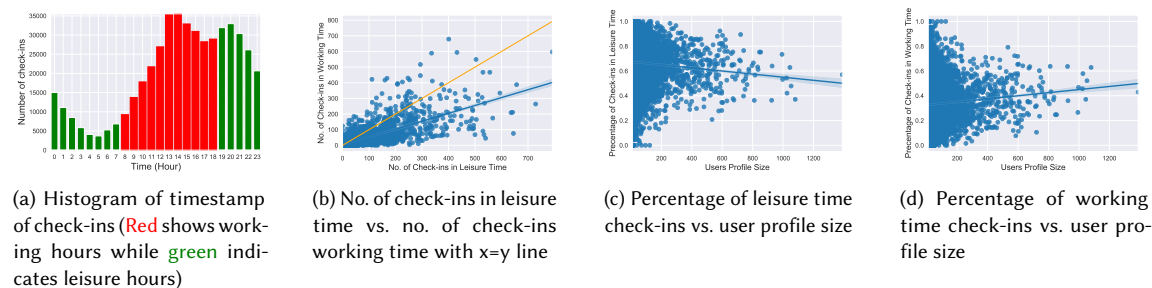 35000
30000
25000
20000
15000
10000
5000
0
Number of check-ins
0 1 2 3 4 5 6 7 8 9 10 11 12 13 14 15 16 17 18 19 20 21 22 23
Time (Hour)
800
700
600
500
400
300
200
100
0
No. of Check-ins in Working Time
0 100 200 300 400 500 600 700
No. of Check-ins in Leisure Time
1.0
0.8
0.6
0.4
0.2
0.0
Precentage of Check-ins in Leisure Time
200 400 600 800 1000 1200
Users Profile Size
1.0
0.8
0.6
0.4
0.2
0.0
Precentage of Check-ins in Working Time
200 400 600 800 1000 1200
Users Profile Size
(a) Histogram of timestamp
of check-ins (Red shows work-
ing hours while green indi-
cates leisure hours)
(b) No. of check-ins in leisure
time vs. no. of check-ins
working time with x=y line
(c) Percentage of leisure time
check-ins vs. user profile size
(d) Percentage of working
time check-ins vs. user pro-
file size